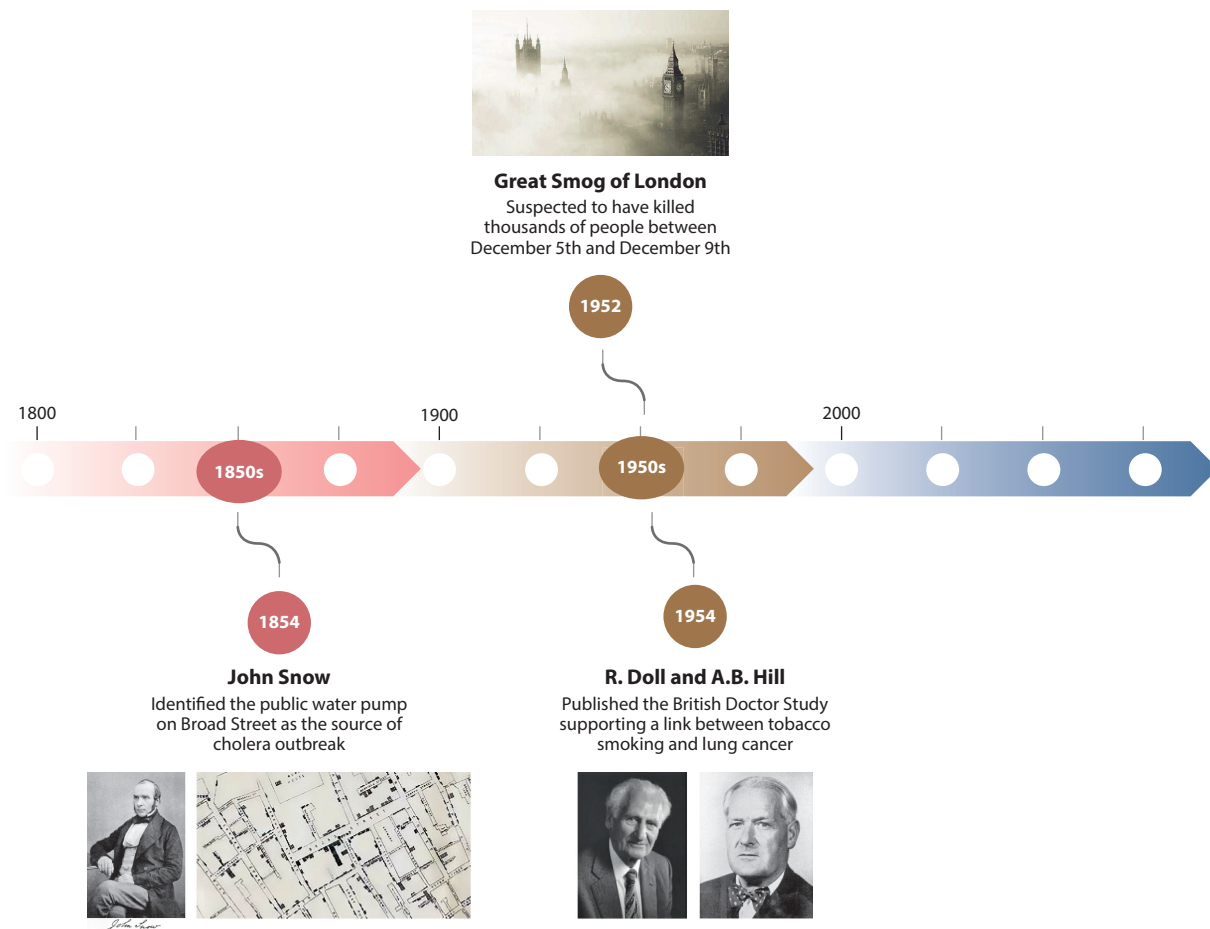 Great Smog of London
Suspected to have killed
thousands of people between
December 5th and December 9th
1952
1800
1900
2000
1850s
1950s
1854
John Snow
Identified the public water pump
on Broad Street as the source of
cholera outbreak
1954
R. Doll and A.B. Hill
Published the British Doctor Study
supporting a link between tobacco
smoking and lung cancer
John Snow